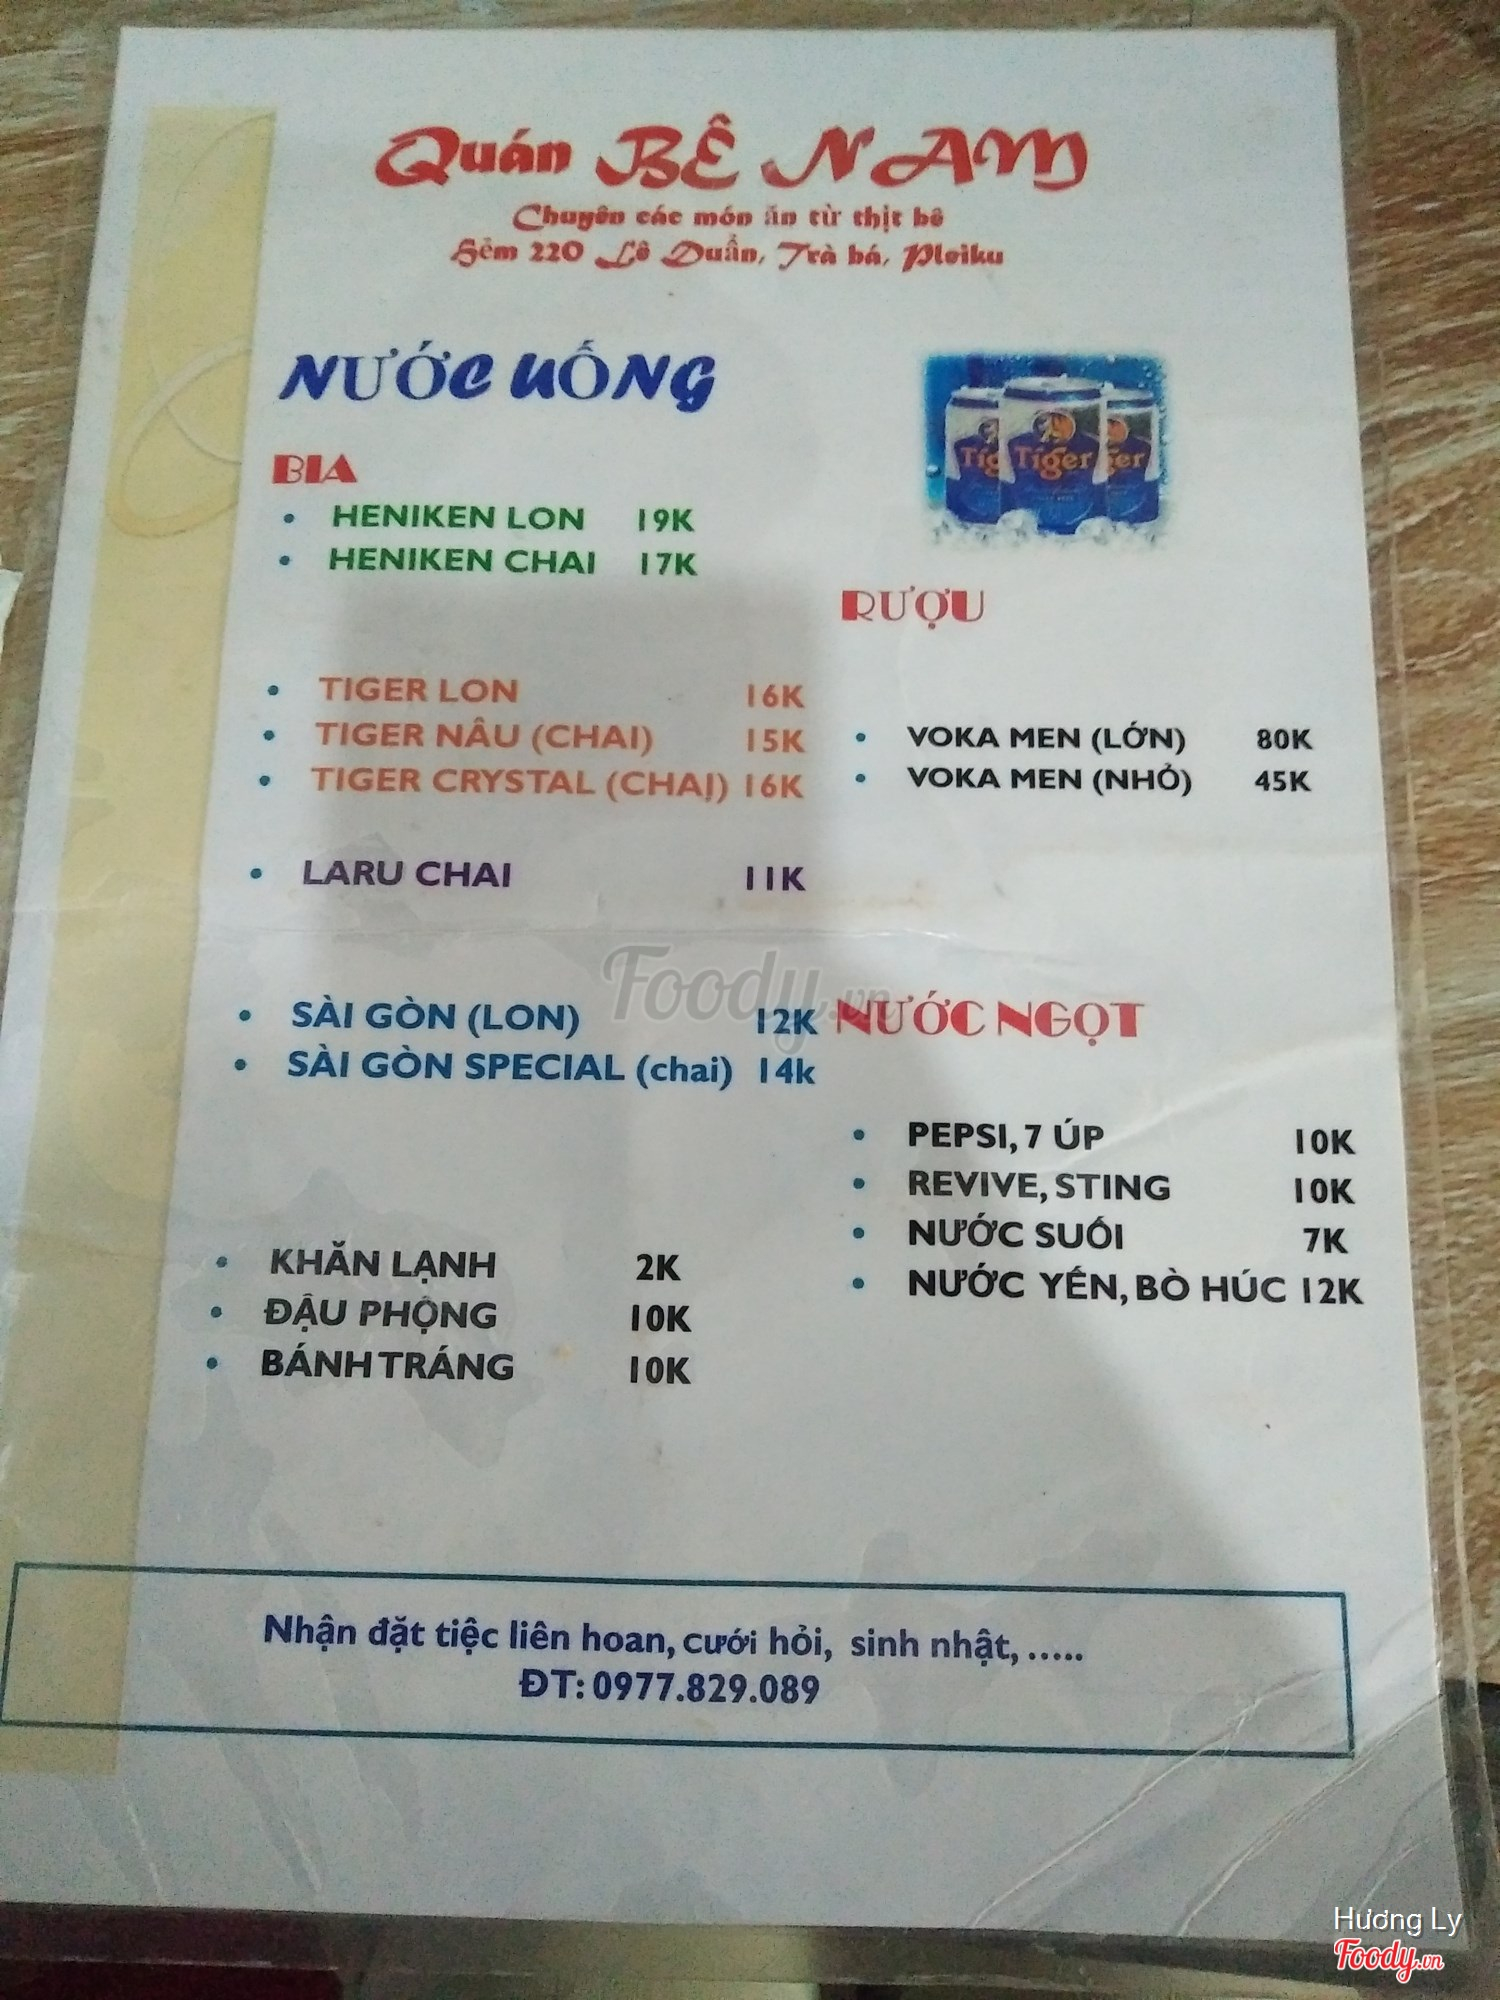 Quán BÊ NAM
Chuyên các món ăn từ thịt bê
Hẻm 220 Lê Duẩn, Trà bá, Pleiku
NƯỚC UỐNG
BIA
• HENIKEN LON 19K
• HENIKEN CHAI 17K
• TIGER LON 16K
• TIGER NÂU (CHAI) 15K
• TIGER CRYSTAL (CHAI) 16K
• LARU CHAI 11K
• SÀI GÒN (LON) 12K
• SÀI GÒN SPECIAL (chai) 14k
• KHĂN LẠNH 2K
• ĐẬU PHỘNG 10K
• BÁNH TRÁNG 10K
Tiger
RƯỢU
• VOKA MEN (LỚN) 80K
• VOKA MEN (NHỎ) 45K
NƯỚC NGỌT
• PEPSI, 7 ÚP 10K
• REVIVE, STING 10K
• NƯỚC SUỐI 7K
• NƯỚC YẾN, BÒ HÚC 12K
Nhận đặt tiệc liên hoan, cưới hỏi, sinh nhật, .....
ĐT: 0977.829.089
Foody.vn
Hương Ly
Foody.vn